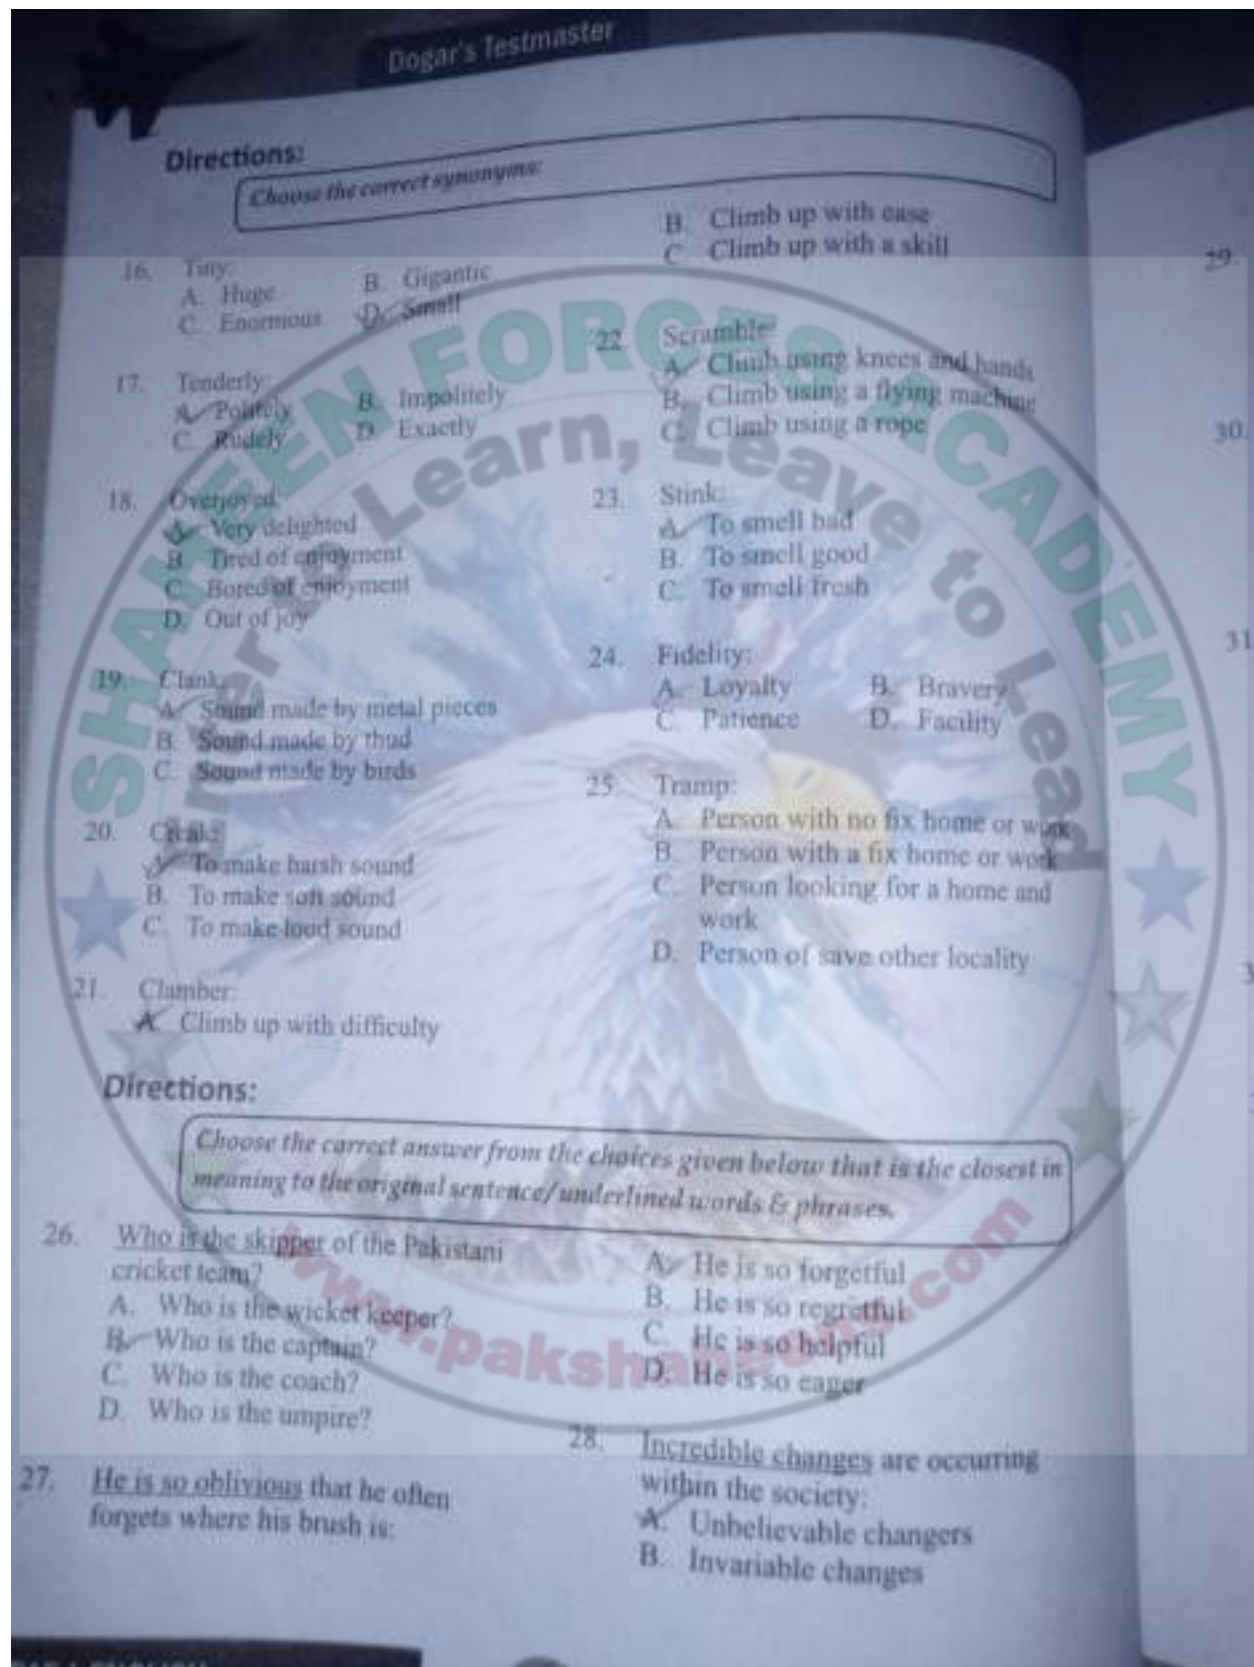 Dogar's Testmaster
Directions:
Choose the correct synonyms:
16. Tiny:
A. Huge B. Gigantic
C. Enormous D. Small
17. Tenderly:
A. Politely B. Impolitely
C. Rudely D. Exactly
18. Overjoyed:
A. Very delighted
B. Tired of enjoyment
C. Bored of enjoyment
D. Out of joy
19. Clank:
A. Sound made by metal pieces
B. Sound made by thud
C. Sound made by birds
20. Creak:
A. To make harsh sound
B. To make soft sound
C. To make loud sound
21. Clamber:
A. Climb up with difficulty
B. Climb up with ease
C. Climb up with a skill
22. Scramble:
A. Climb using knees and hands
B. Climb using a flying machine
C. Climb using a rope
23. Stink:
A. To smell bad
B. To smell good
C. To smell fresh
24. Fidelity:
A. Loyalty B. Bravery
C. Patience D. Facility
25. Tramp:
A. Person with no fix home or work
B. Person with a fix home or work
C. Person looking for a home and
work
D. Person of save other locality
Directions:
Choose the correct answer from the choices given below that is the closest in
meaning to the original sentence/underlined words & phrases.
26. Who is the skipper of the Pakistani
cricket team?
A. Who is the wicket keeper?
B. Who is the captain?
C. Who is the coach?
D. Who is the umpire?
27. He is so oblivious that he often
forgets where his brush is:
A. He is so forgetful
B. He is so regretful
C. He is so helpful
D. He is so eager
28. Incredible changes are occurring
within the society:
A. Unbelievable changers
B. Invariable changes
29.
30.
31
SHAHEEN FORCES ACADEMY
Learn, Leave to Lead